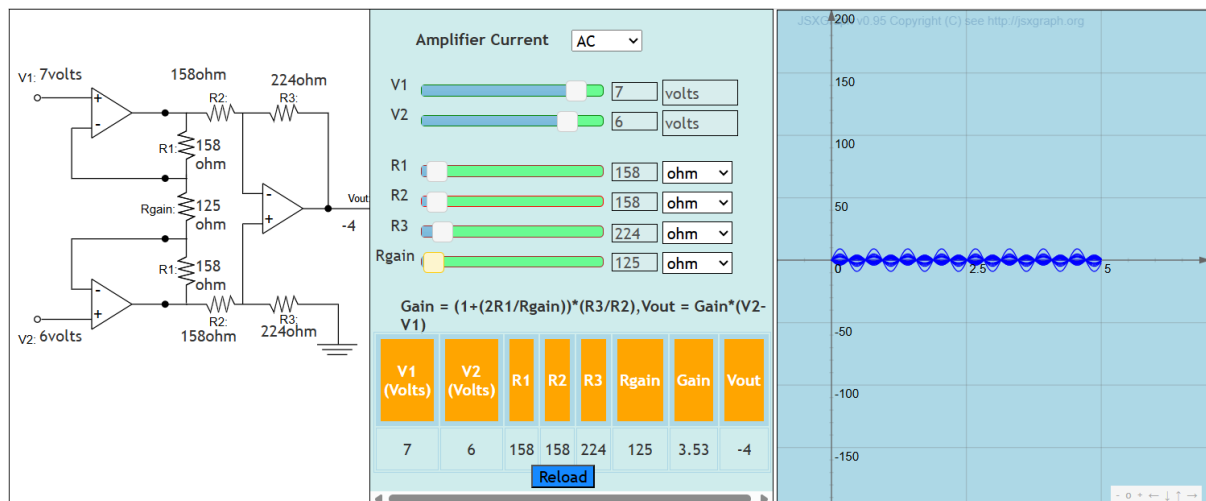 V1: 7volts
158ohm
R2:
224ohm
R3:
+
-
R1: 158
ohm
Rgain: 125
ohm
-
+
Vout
-4
R1: 158
ohm
-
+
R2:
158ohm
R3:
224ohm
V2: 6volts
Amplifier Current AC
V1 7 volts
V2 6 volts
R1 158 ohm
R2 158 ohm
R3 224 ohm
Rgain 125 ohm
Gain = (1+(2R1/Rgain))*(R3/R2),Vout = Gain*(V2-
V1)
V1 (Volts) V2 (Volts) R1 R2 R3 Rgain Gain Vout
7 6 158 158 224 125 3.53 -4
Reload
JSXGraph v0.95 Copyright (C) see http://jsxgraph.org
200
150
100
50
0 2.5 5
-50
-100
-150
- o + ← ↓ ↑ →